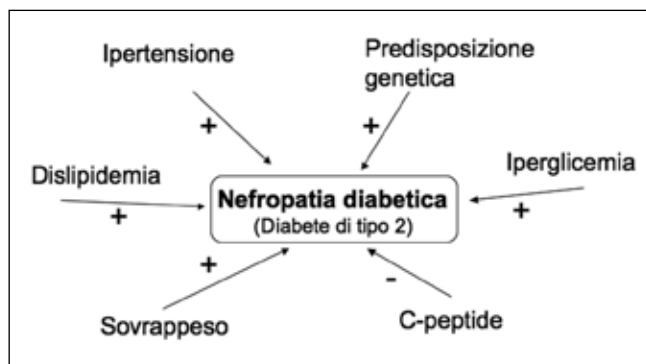 Ipertensione
Predisposizione
genetica
+
+
Dislipidemia
Iperglicemia
+
Nefropatia diabetica
(Diabete di tipo 2)
+
+
-
Sovrappeso
C-peptide